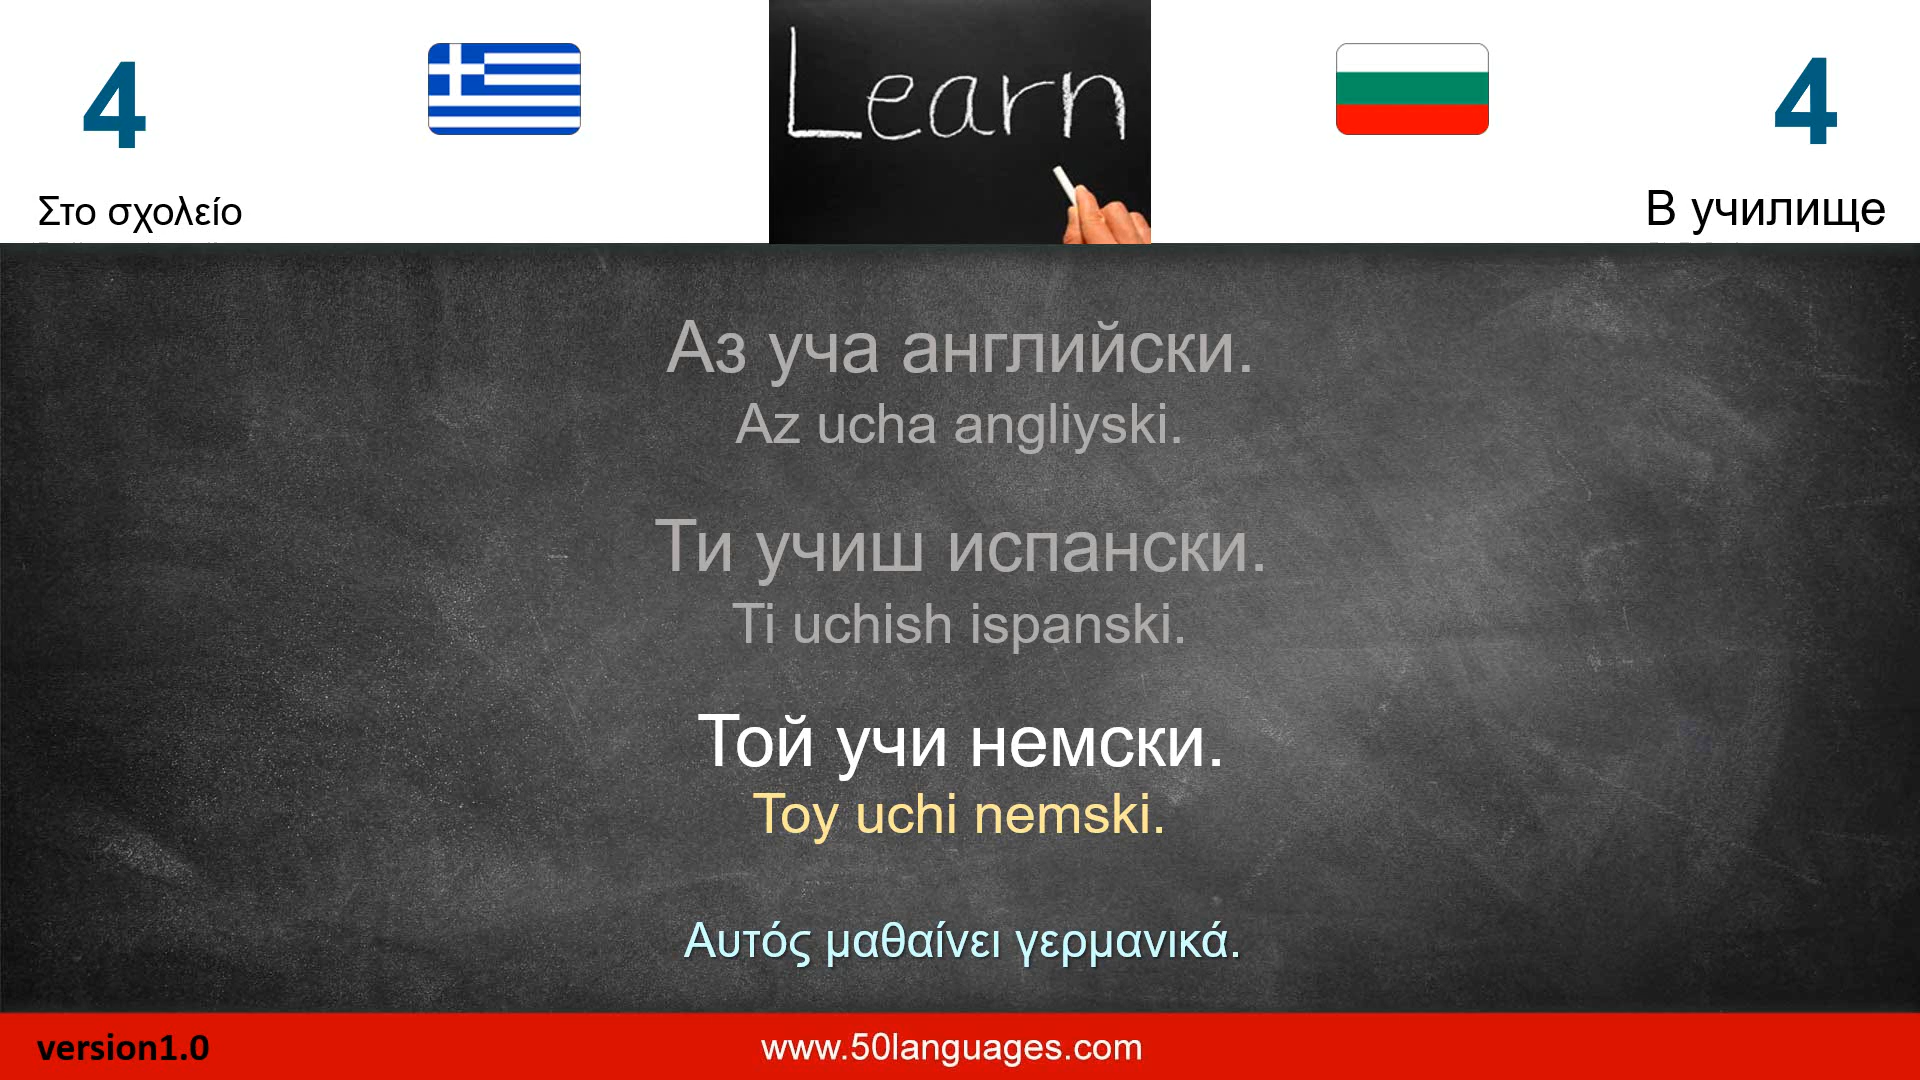 4
Στο σχολείο
Learn
4
В училище
Аз уча английски.
Az ucha angliyski.
Ти учиш испански.
Ti uchish ispanski.
Той учи немски.
Toy uchi nemski.
Αυτός μαθαίνει γερμανικά.
version1.0
www.50languages.com